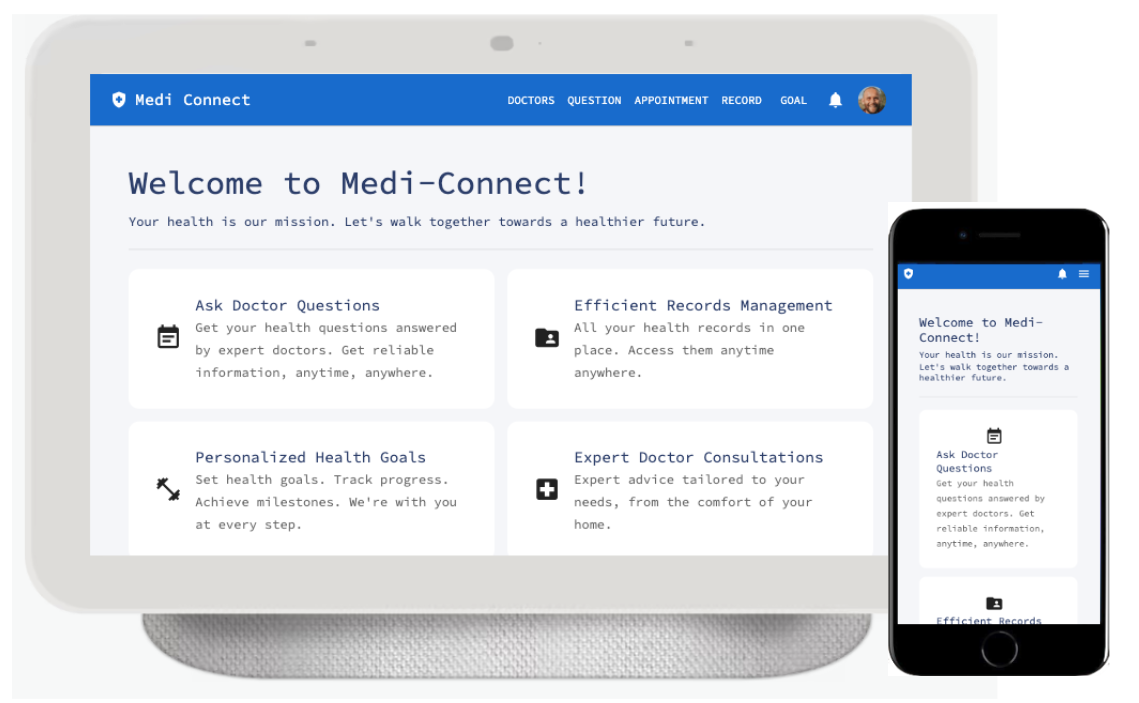 Medi Connect
DOCTORS QUESTION APPOINTMENT RECORD GOAL
Welcome to Medi-Connect!
Your health is our mission. Let's walk together towards a healthier future.
Ask Doctor Questions
Get your health questions answered
by expert doctors. Get reliable
information, anytime, anywhere.
Efficient Records Management
All your health records in one
place. Access them anytime
anywhere.
Personalized Health Goals
Set health goals. Track progress.
Achieve milestones. We're with you
at every step.
Expert Doctor Consultations
Expert advice tailored to your
needs, from the comfort of your
home.
Welcome to Medi-
Connect!
Your health is our mission.
Let's walk together towards a
healthier future.
Ask Doctor
Questions
Get your health
questions answered by
expert doctors. Get
reliable information,
anytime, anywhere.
Efficient Records